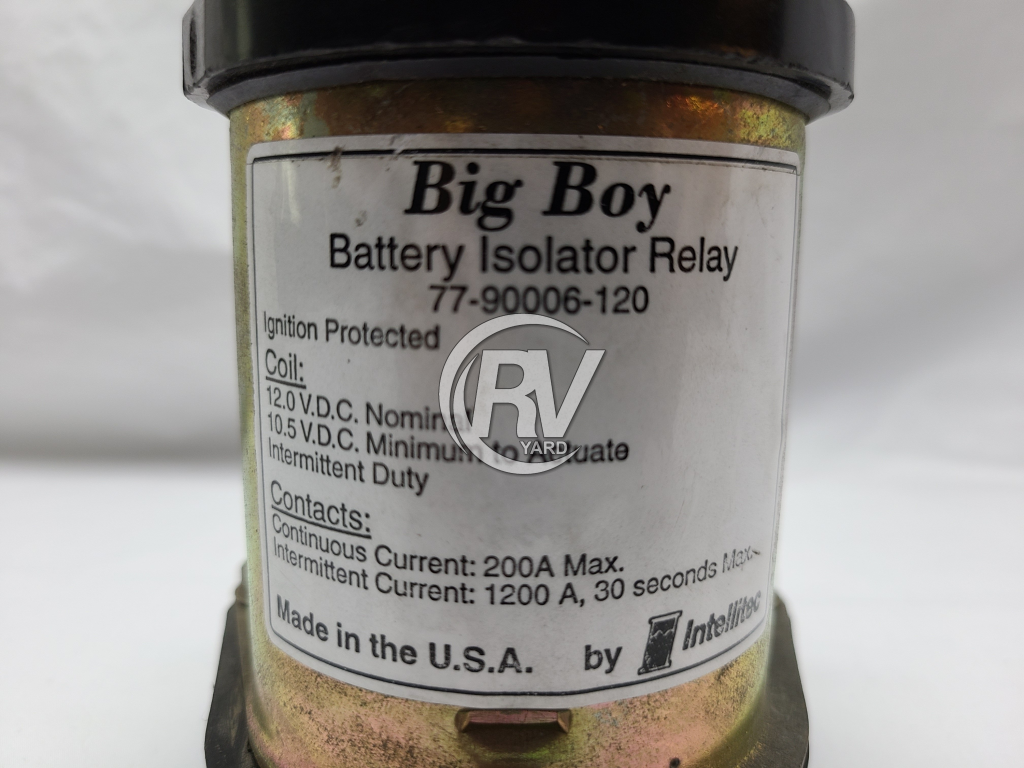 Big Boy
Battery Isolator Relay
77-90006-120
Ignition Protected
Coil:
12.0 V.D.C. Nominal
10.5 V.D.C. Minimum to Actuate
Intermittent Duty
Contacts:
Continuous Current: 200A Max.
Intermittent Current: 1200 A, 30 seconds Max.
Made in the U.S.A. by Intellitec
RV
YARD